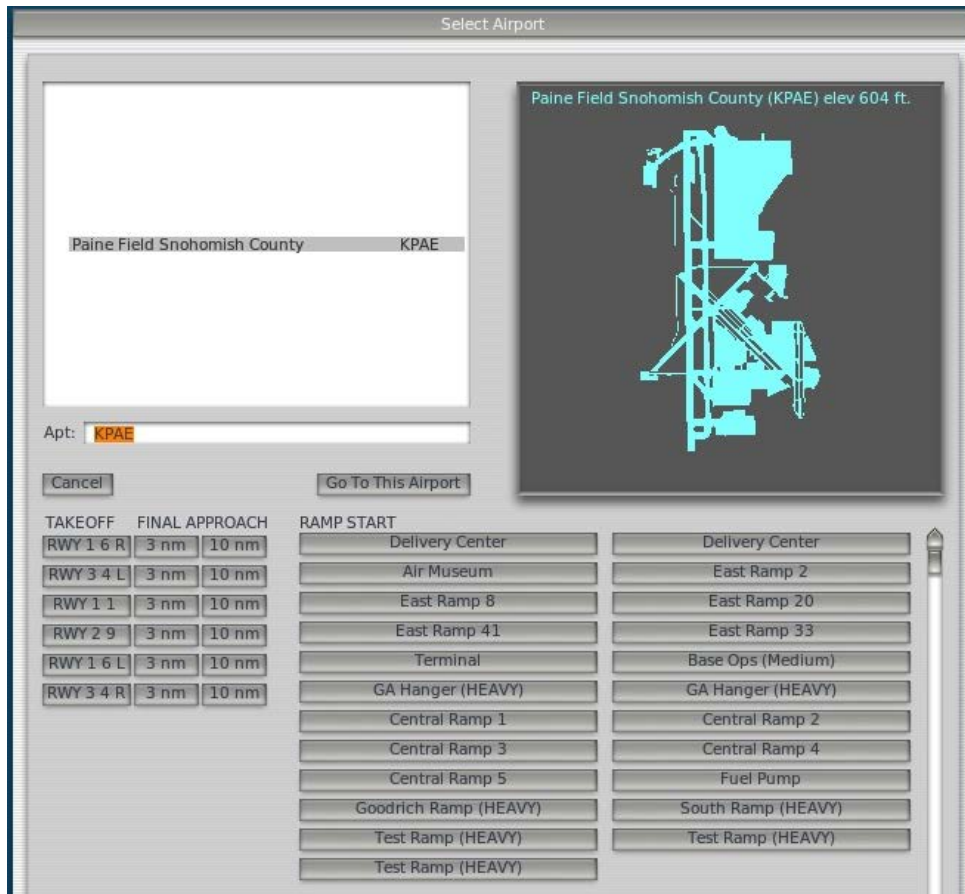 Select Airport
Paine Field Snohomish County (KPAE) elev 604 ft.
Paine Field Snohomish County KPAE
Apt: KPAE
Cancel Go To This Airport
TAKEOFF FINAL APPROACH RAMP START
RWY 1 6 R 3 nm 10 nm Delivery Center Delivery Center
RWY 3 4 L 3 nm 10 nm Air Museum East Ramp 2
RWY 1 1 3 nm 10 nm East Ramp 8 East Ramp 20
RWY 2 9 3 nm 10 nm East Ramp 41 East Ramp 33
RWY 1 6 L 3 nm 10 nm Terminal Base Ops (Medium)
RWY 3 4 R 3 nm 10 nm GA Hanger (HEAVY) GA Hanger (HEAVY)
Central Ramp 1 Central Ramp 2
Central Ramp 3 Central Ramp 4
Central Ramp 5 Fuel Pump
Goodrich Ramp (HEAVY) South Ramp (HEAVY)
Test Ramp (HEAVY) Test Ramp (HEAVY)
Test Ramp (HEAVY)